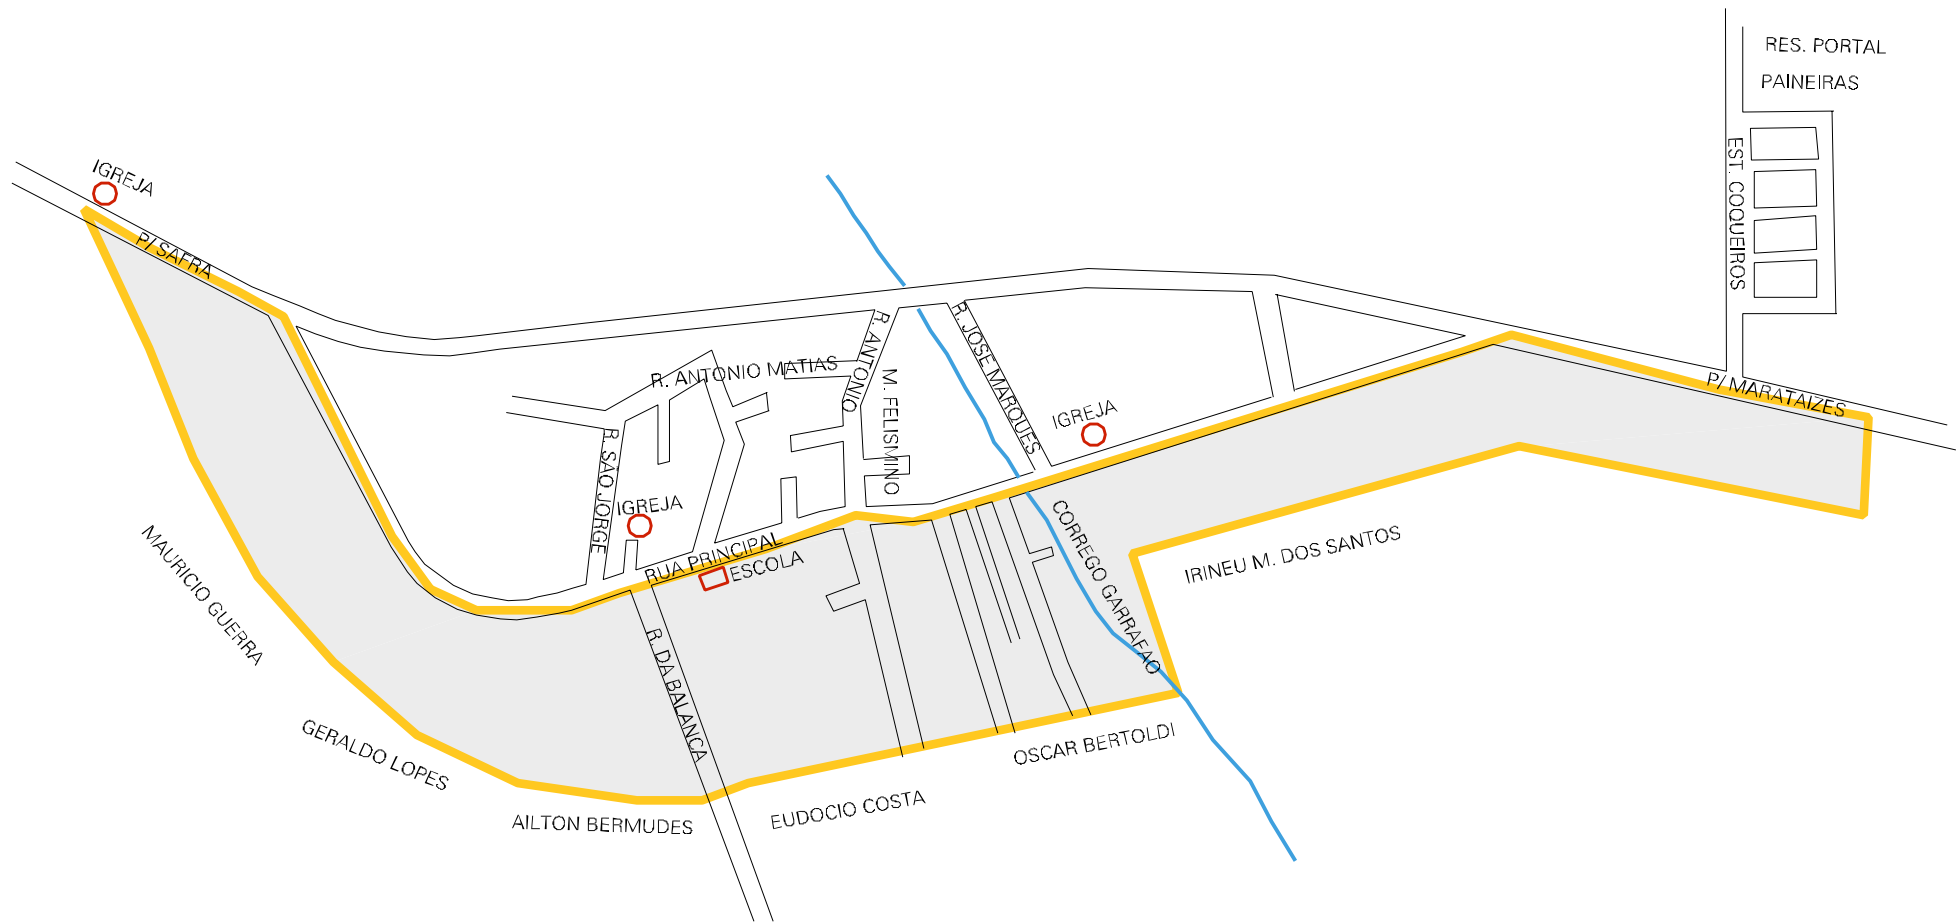 RES. PORTAL
PAINEIRAS
IGREJA
EST. COQUEIROS
P/ SAFRA
R. ANTONIO
M. FELISMINO
R. JOSE MARQUES
R. ANTONIO MATIAS
P/ MARATAIZES
IGREJA
R. SÃO JORGE
IGREJA
RUA PRINCIPAL
ESCOLA
CORREGO GARRAFAO
IRINEU M. DOS SANTOS
MAURICIO GUERRA
R. DA BALANCA
GERALDO LOPES
OSCAR BERTOLDI
EUDOCIO COSTA
AILTON BERMUDES